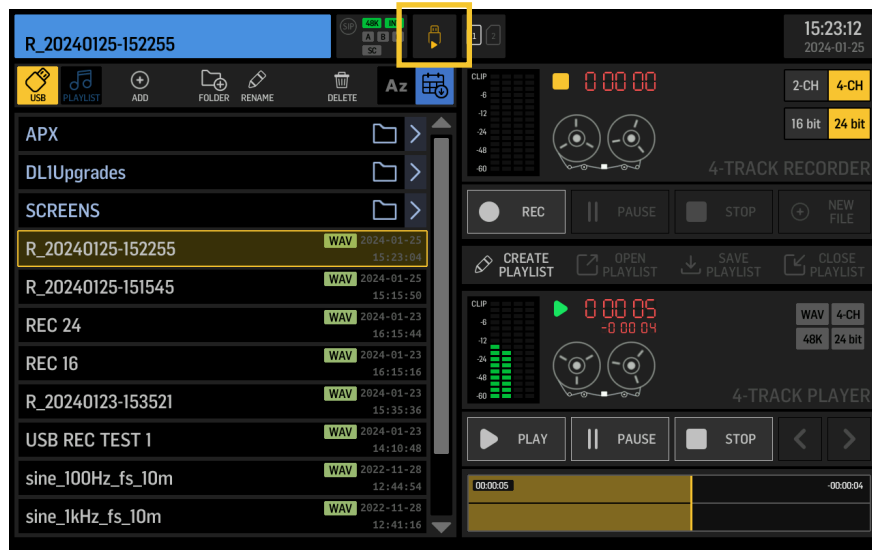 R_20240125-152255
SIP 48K INT
A B
SC
1 2
15:23:12
2024-01-25
USB PLAYLIST ADD FOLDER RENAME DELETE Az
APX
DL1Upgrades
SCREENS
R_20240125-152255 WAV 2024-01-25
15:23:04
R_20240125-151545 WAV 2024-01-25
15:15:50
REC 24 WAV 2024-01-23
16:15:44
REC 16 WAV 2024-01-23
16:15:16
R_20240123-153521 WAV 2024-01-23
15:35:36
USB REC TEST 1 WAV 2024-01-23
14:10:48
sine_100Hz_fs_10m WAV 2022-11-28
12:44:54
sine_1kHz_fs_10m WAV 2022-11-28
12:41:16
CLIP
-6
-12
-24
-48
-60
0 00 00
2-CH 4-CH
16 bit 24 bit
4-TRACK RECORDER
REC PAUSE STOP NEW FILE
CREATE PLAYLIST OPEN PLAYLIST SAVE PLAYLIST CLOSE PLAYLIST
CLIP
-6
-12
-24
-48
-60
0 00 05
-0 00 04
WAV 4-CH
48K 24 bit
4-TRACK PLAYER
PLAY PAUSE STOP
00:00:05 -00:00:04